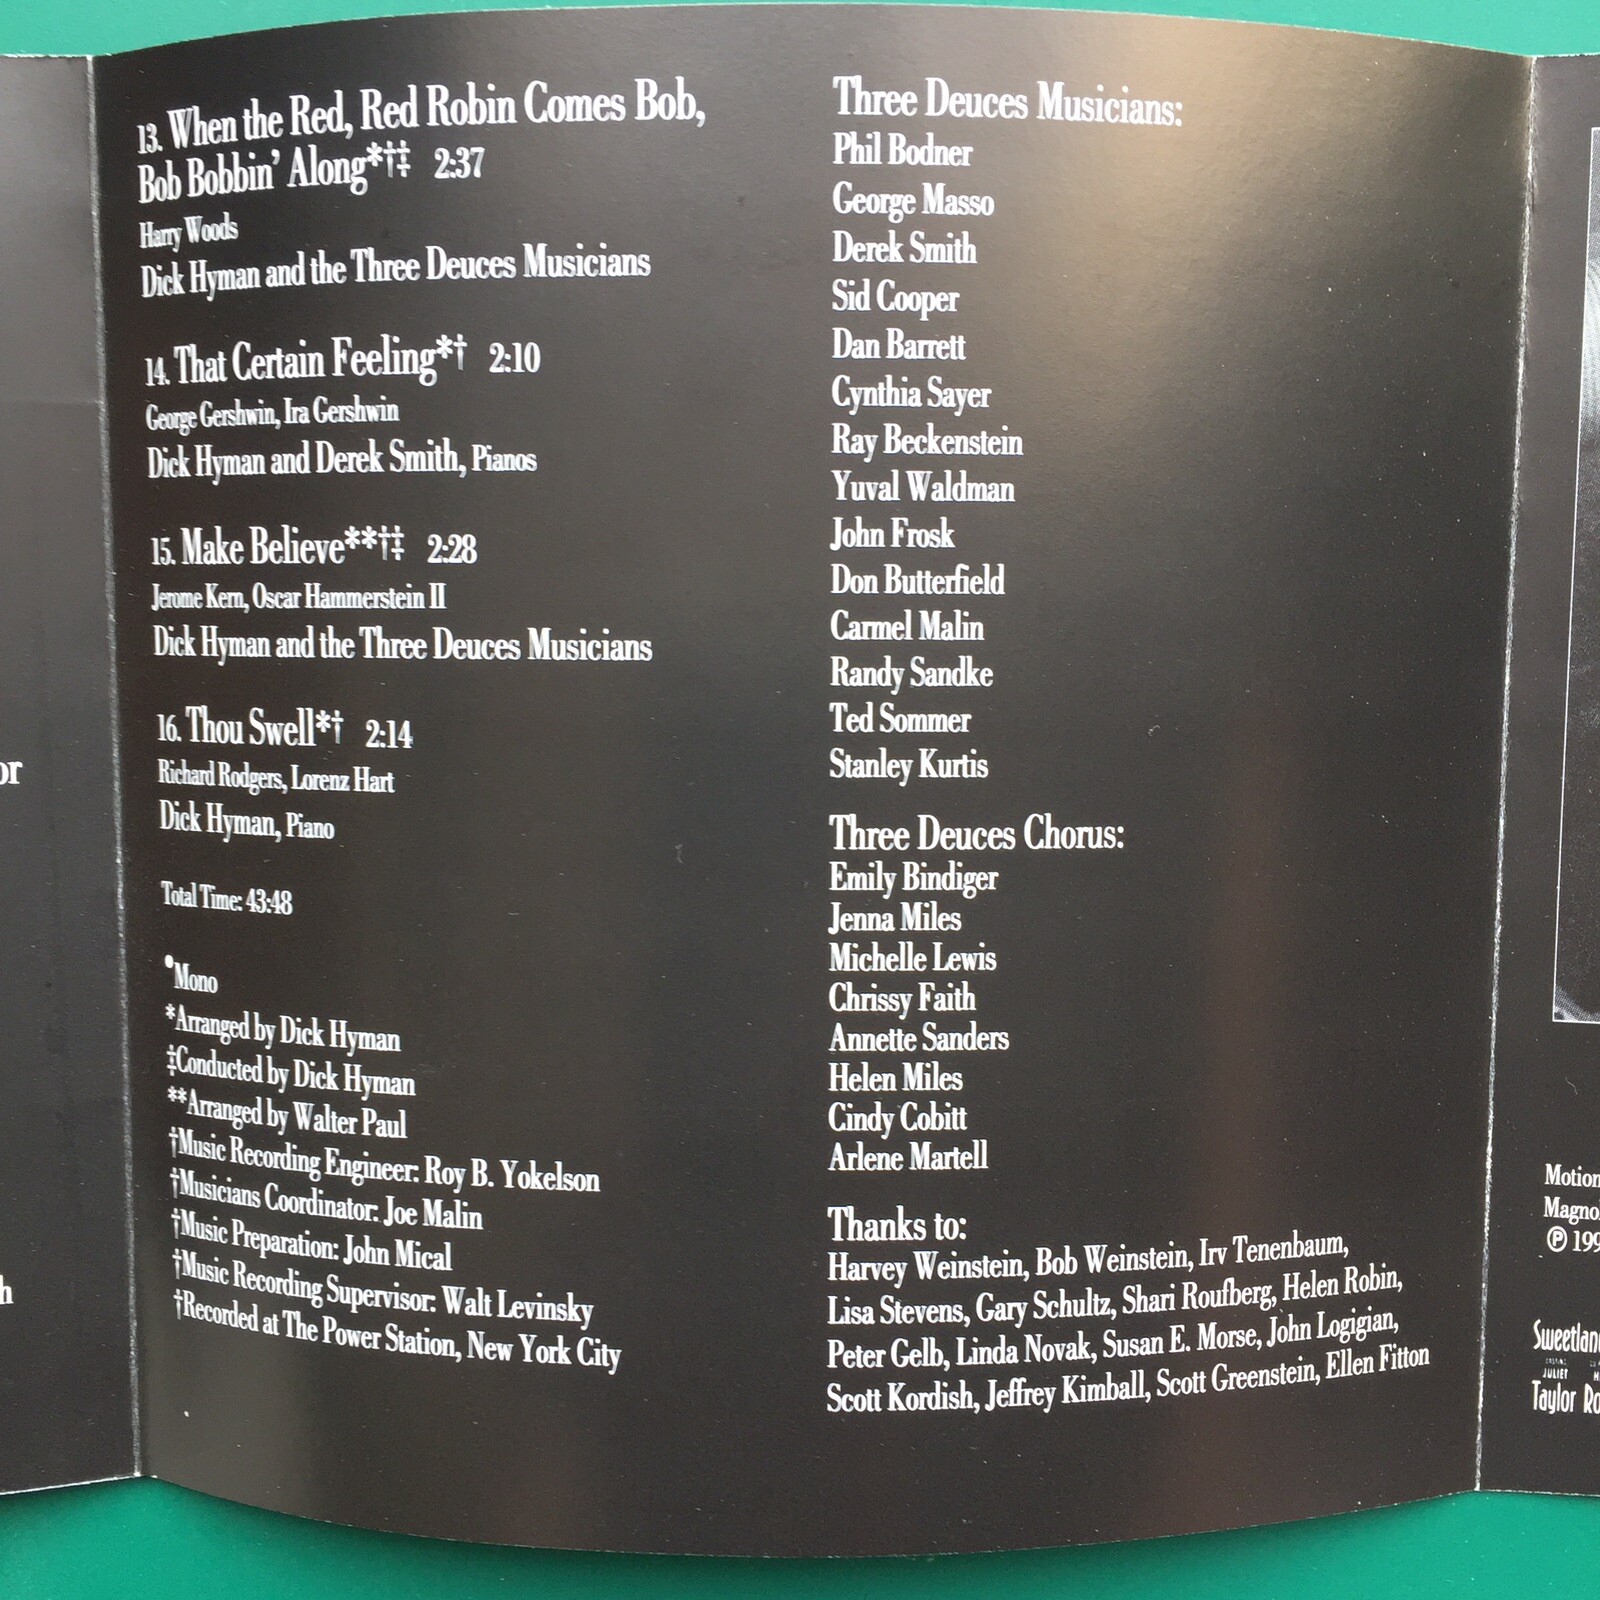 13. When the Red, Red Robin Comes Bob,
Bob Bobbin' Along*†‡ 2:37
Harry Woods
Dick Hyman and the Three Deuces Musicians
14. That Certain Feeling*† 2:10
George Gershwin, Ira Gershwin
Dick Hyman and Derek Smith, Pianos
15. Make Believe**†‡ 2:28
Jerome Kern, Oscar Hammerstein II
Dick Hyman and the Three Deuces Musicians
16. Thou Swell*† 2:14
Richard Rodgers, Lorenz Hart
Dick Hyman, Piano
Total Time: 43:48
•Mono
*Arranged by Dick Hyman
‡Conducted by Dick Hyman
**Arranged by Walter Paul
†Music Recording Engineer: Roy B. Yokelson
†Musicians Coordinator: Joe Malin
†Music Preparation: John Mical
†Music Recording Supervisor: Walt Levinsky
†Recorded at The Power Station, New York City
Three Deuces Musicians:
Phil Bodner
George Masso
Derek Smith
Sid Cooper
Dan Barrett
Cynthia Sayer
Ray Beckenstein
Yuval Waldman
John Frosk
Don Butterfield
Carmel Malin
Randy Sandke
Ted Sommer
Stanley Kurtis
Three Deuces Chorus:
Emily Bindiger
Jenna Miles
Michelle Lewis
Chrissy Faith
Annette Sanders
Helen Miles
Cindy Cobitt
Arlene Martell
Thanks to:
Harvey Weinstein, Bob Weinstein, Irv Tenenbaum,
Lisa Stevens, Gary Schultz, Shari Roufberg, Helen Robin,
Peter Gelb, Linda Novak, Susan E. Morse, John Logigian,
Scott Kordish, Jeffrey Kimball, Scott Greenstein, Ellen Fitton
or
h
Motion
Magno
℗ 199
Sweetlan
JULIET
Taylor Ro